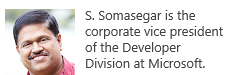 S. Somasegar is the
corporate vice president
of the Developer
Division at Microsoft.